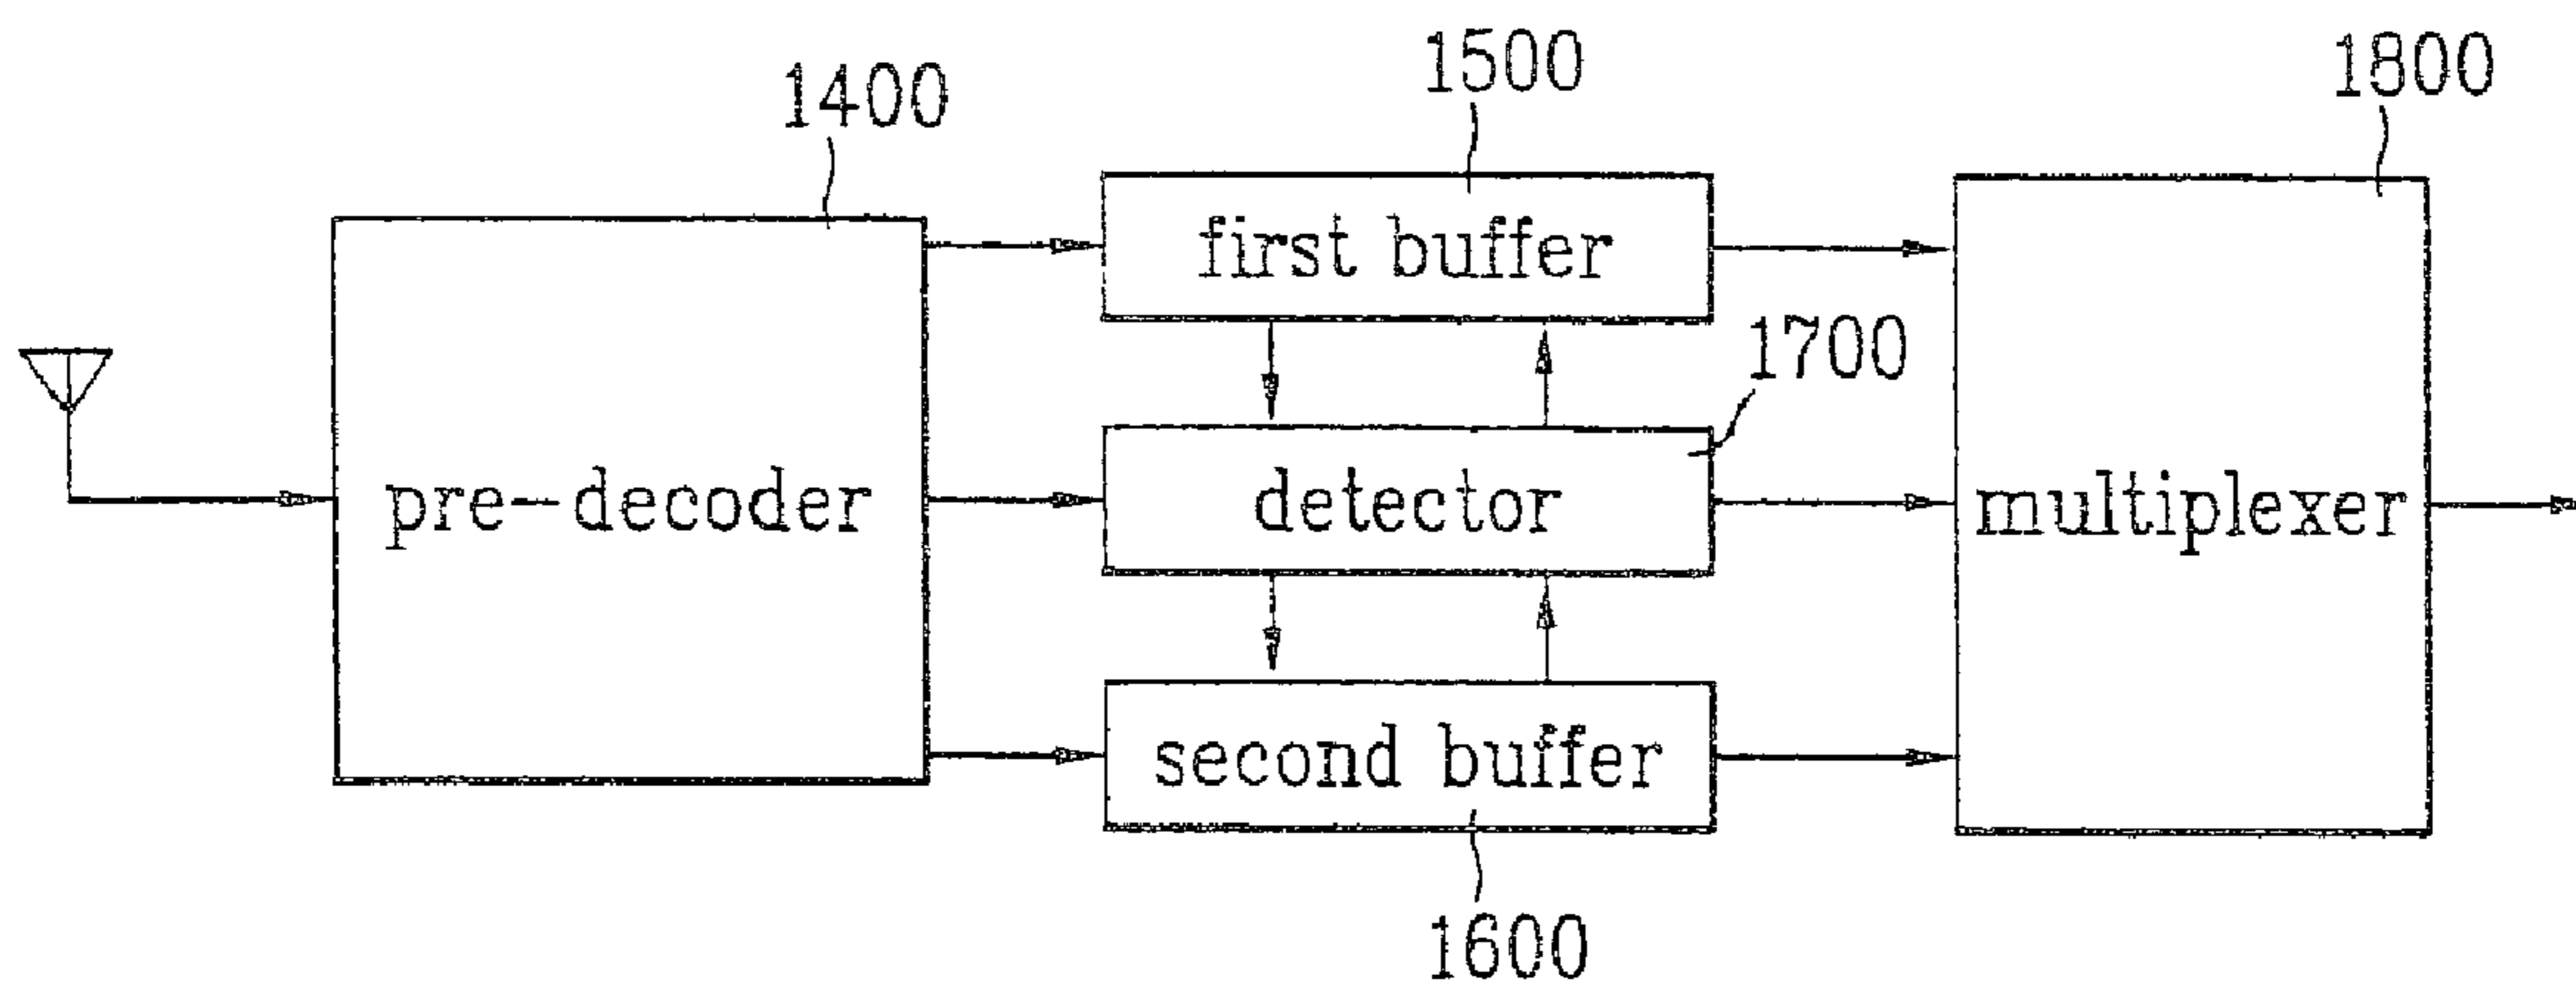 1400
1500
1800
first buffer
1700
pre-decoder
detector
multiplexer
second buffer
1600